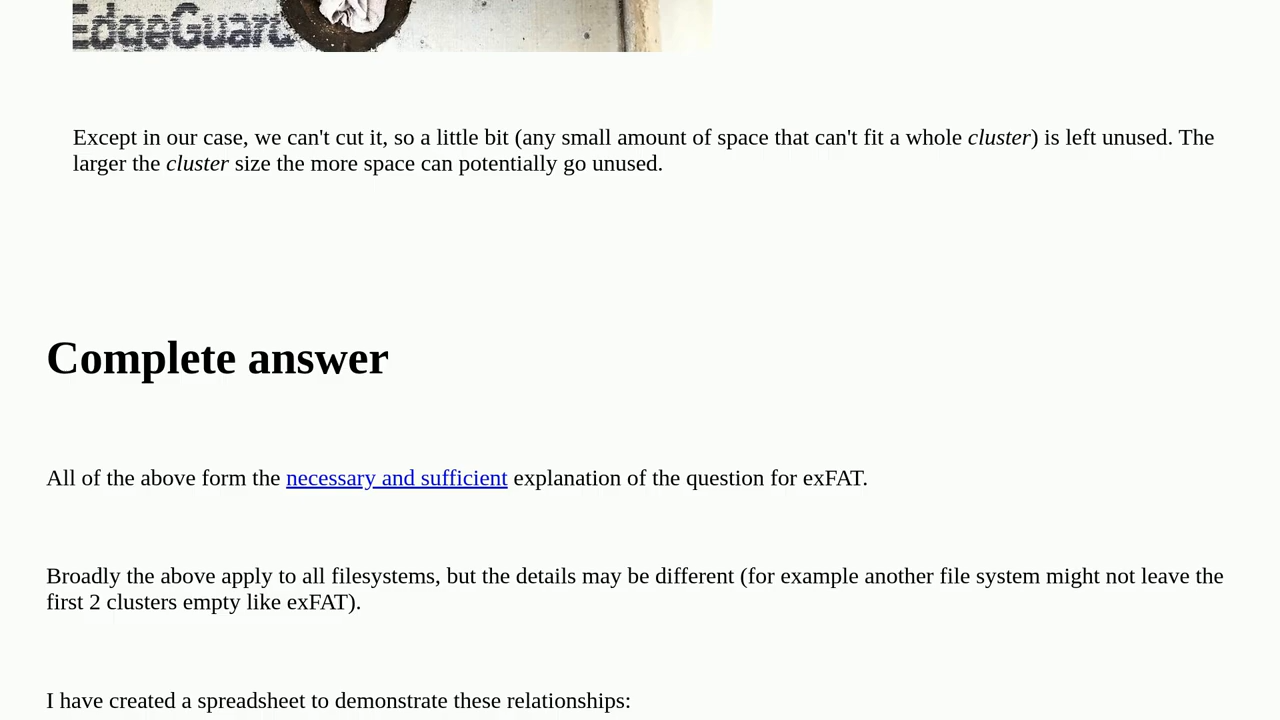 EdgeGuard
Except in our case, we can't cut it, so a little bit (any small amount of space that can't fit a whole cluster) is left unused. The
larger the cluster size the more space can potentially go unused.
Complete answer
All of the above form the necessary and sufficient explanation of the question for exFAT.
Broadly the above apply to all filesystems, but the details may be different (for example another file system might not leave the
first 2 clusters empty like exFAT).
I have created a spreadsheet to demonstrate these relationships: